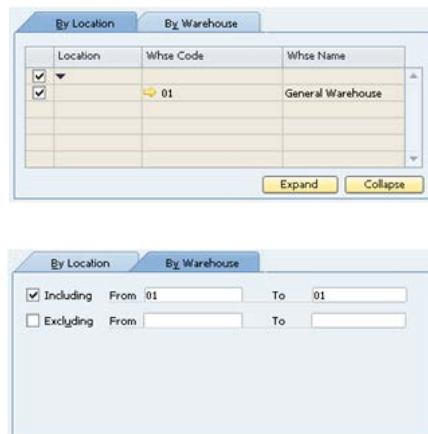 By Location By Warehouse
Location Whse Code Whse Name
01 General Warehouse
Expand Collapse
By Location By Warehouse
Including From 01 To 01
Excluding From To